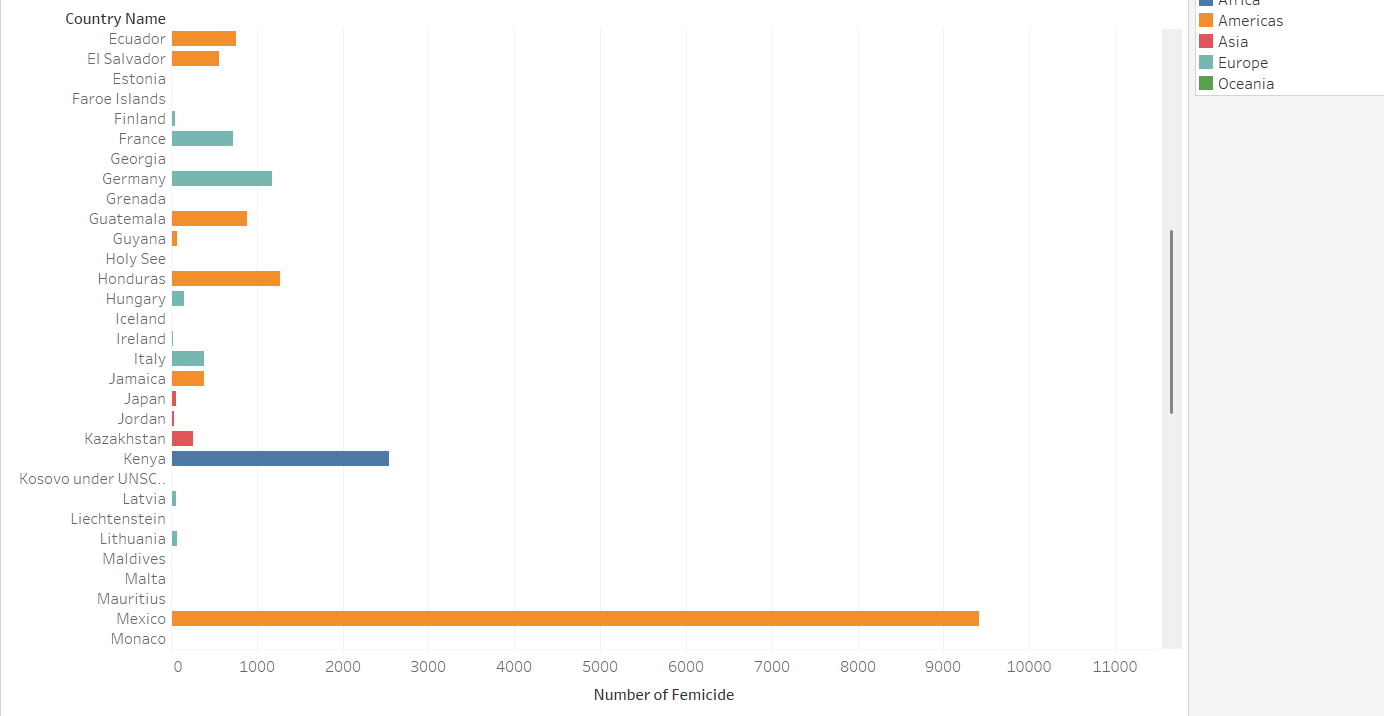 Country Name
Ecuador
El Salvador
Estonia
Faroe Islands
Finland
France
Georgia
Germany
Grenada
Guatemala
Guyana
Holy See
Honduras
Hungary
Iceland
Ireland
Italy
Jamaica
Japan
Jordan
Kazakhstan
Kenya
Kosovo under UNSC..
Latvia
Liechtenstein
Lithuania
Maldives
Malta
Mauritius
Mexico
Monaco
0 1000 2000 3000 4000 5000 6000 7000 8000 9000 10000 11000
Number of Femicide
Africa
Americas
Asia
Europe
Oceania